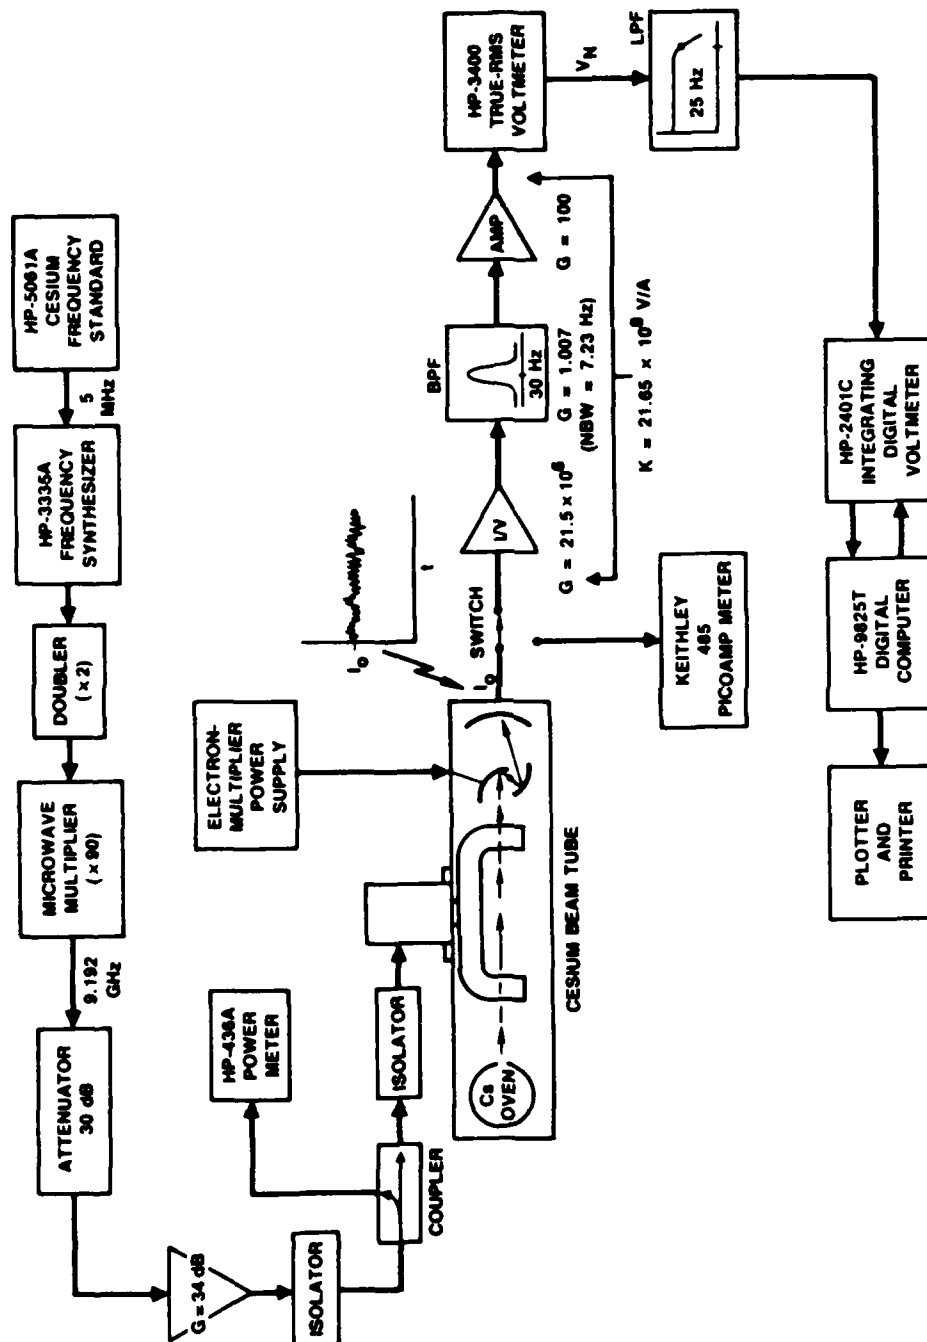 HP-5061A
CESIUM
FREQUENCY
STANDARD
5
MHz
HP-3335A
FREQUENCY
SYNTHESIZER
DOUBLER
(x 2)
MICROWAVE
MULTIPLIER
(x 90)
9.192
GHz
ATTENUATOR
30 dB
G = 34 dB
ISOLATOR
COUPLER
HP-436A
POWER
METER
ISOLATOR
ELECTRON-
MULTIPLIER
POWER
SUPPLY
Cs
OVEN
CESIUM BEAM TUBE
I₀
t
I₀
SWITCH
KEITHLEY
485
PICOAMP METER
I/V
G = 21.5 x 10⁶
BPF
30 Hz
G = 1.007
(NBW = 7.23 Hz)
AMP
G = 100
K = 21.65 x 10⁸ V/A
HP-3400
TRUE-RMS
VOLTMETER
V_N
LPF
25 Hz
HP-2401C
INTEGRATING
DIGITAL
VOLTMETER
HP-9825T
DIGITAL
COMPUTER
PLOTTER
AND
PRINTER